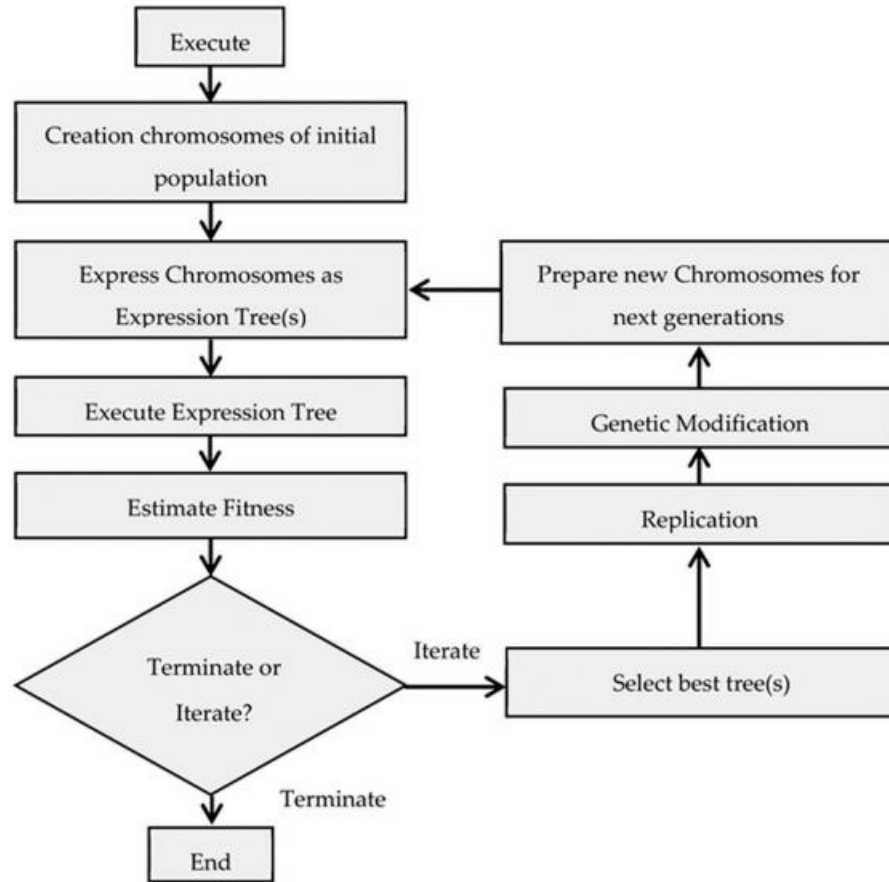 Execute
Creation chromosomes of initial
population
Express Chromosomes as
Expression Tree(s)
Execute Expression Tree
Estimate Fitness
Terminate or
Iterate?
Terminate
End
Iterate
Select best tree(s)
Replication
Genetic Modification
Prepare new Chromosomes for
next generations